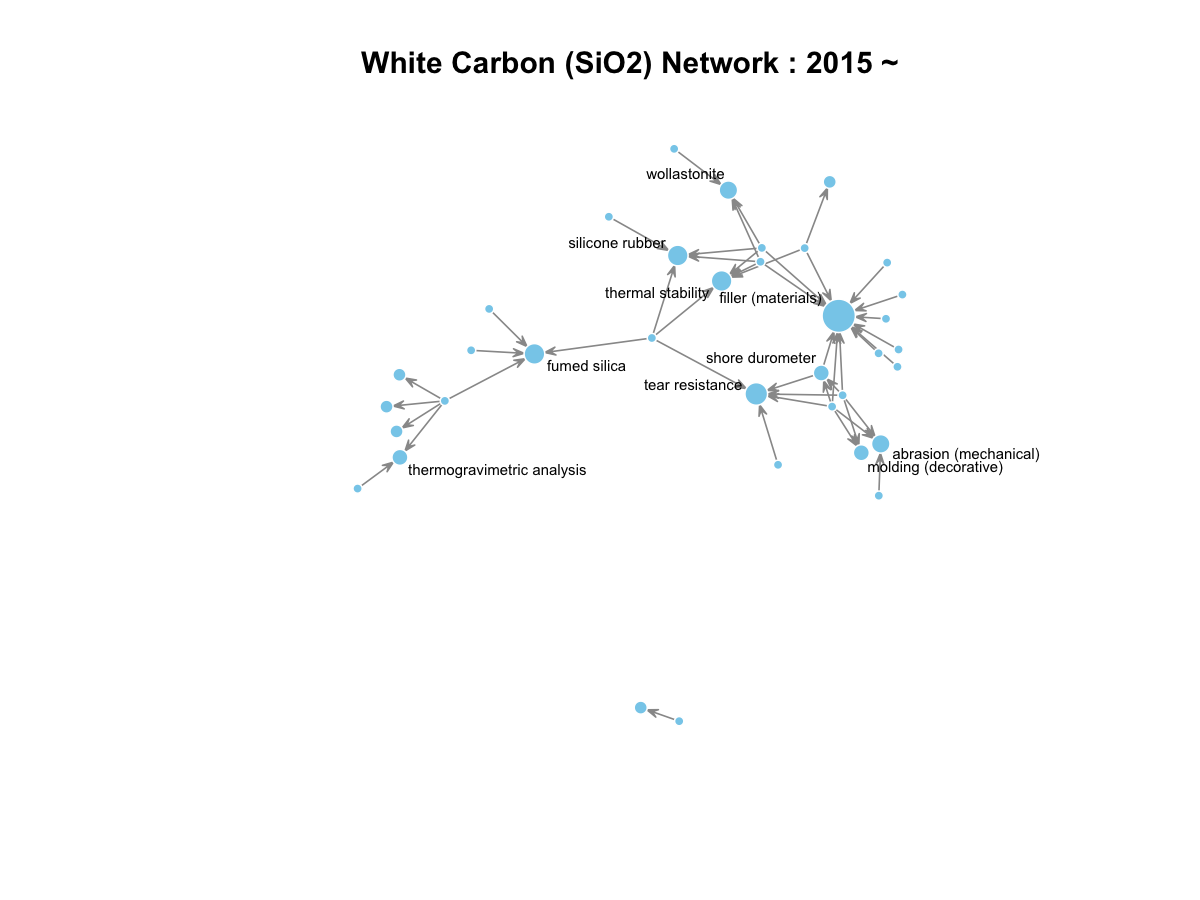 White Carbon (SiO2) Network : 2015 ~
wollastonite
silicone rubber
thermal stability
filler (materials)
shore durometer
fumed silica
tear resistance
abrasion (mechanical)
molding (decorative)
thermogravimetric analysis